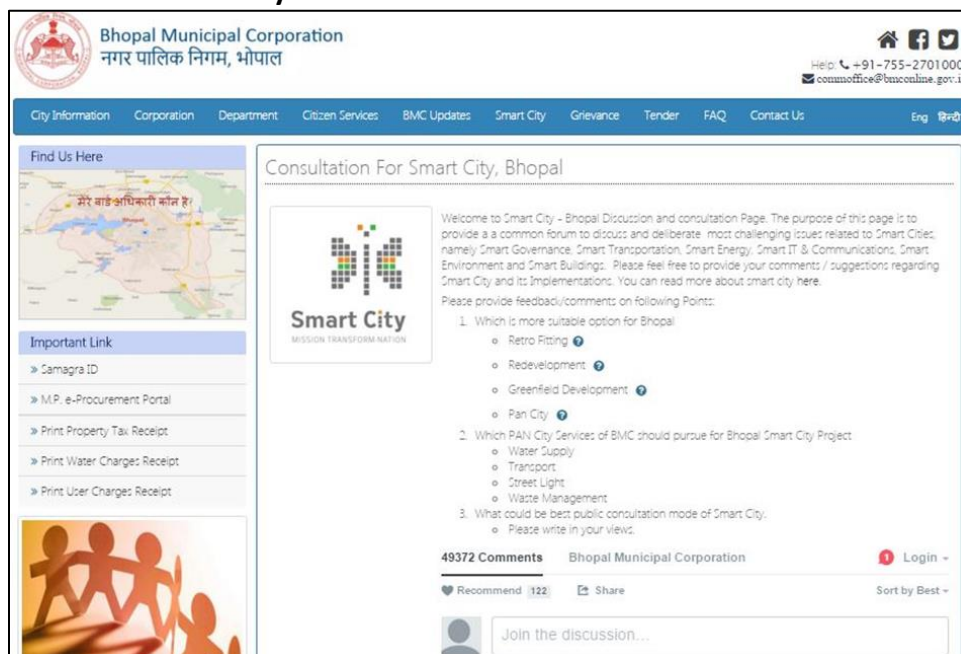 Bhopal Municipal Corporation
नगर पालिक निगम, भोपाल
Help: +91-755-2701000
commoffice@bmconline.gov.i
City Information Corporation Department Citizen Services BMC Updates Smart City Grievance Tender FAQ Contact Us Eng हिन्दी
Find Us Here
मेरे वार्ड अधिकारी कौन है?
Bhopal
Important Link
» Samagra ID
» M.P. e-Procurement Portal
» Print Property Tax Receipt
» Print Water Charges Receipt
» Print User Charges Receipt
Consultation For Smart City, Bhopal
Smart City
MISSION TRANSFORM-NATION
Welcome to Smart City - Bhopal Discussion and consultation Page. The purpose of this page is to
provide a a common forum to discuss and deliberate most challenging issues related to Smart Cities,
namely Smart Governance, Smart Transportation, Smart Energy, Smart IT & Communications, Smart
Environment and Smart Buildings. Please feel free to provide your comments / suggestions regarding
Smart City and Its Implementations. You can read more about smart city here.
Please provide feedback/comments on following Points:
1. Which is more suitable option for Bhopal
Retro Fitting ?
Redevelopment ?
Greenfield Development ?
Pan City ?
2. Which PAN City Services of BMC should pursue for Bhopal Smart City Project
Water Supply
Transport
Street Light
Waste Management
3. What could be best public consultation mode of Smart City.
Please write in your views.
49372 Comments Bhopal Municipal Corporation 1 Login
Recommend 122 Share Sort by Best
Join the discussion...